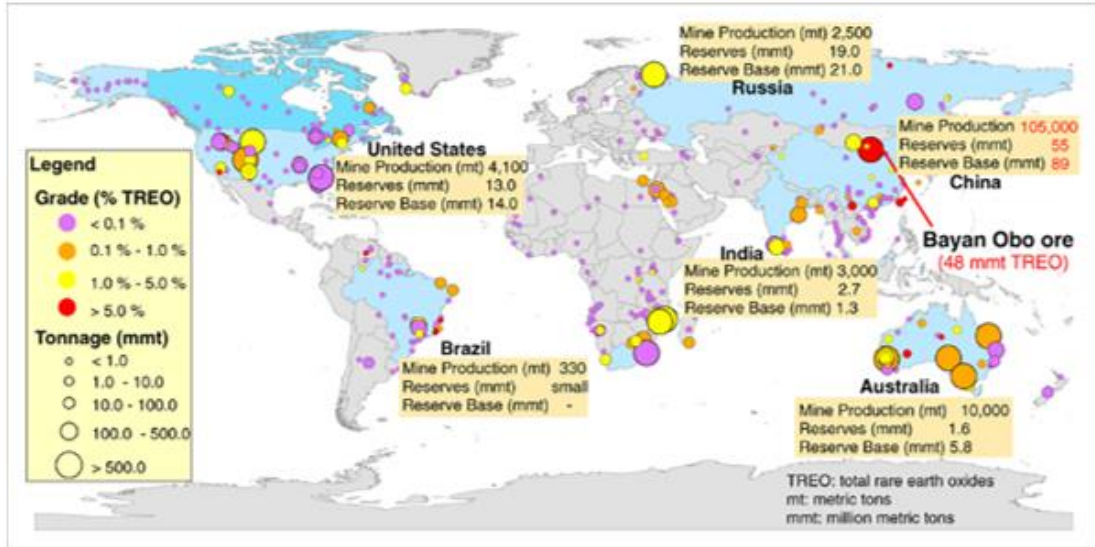 Mine Production (mt) 2,500
Reserves (mmt) 19.0
Reserve Base (mmt) 21.0
Russia
Mine Production 105,000
Reserves (mmt) 55
Reserve Base (mmt) 89
China
Bayan Obo ore
(48 mmt TREO)
United States
Mine Production (mt) 4,100
Reserves (mmt) 13.0
Reserve Base (mmt) 14.0
Legend
Grade (% TREO)
< 0.1 %
0.1 % - 1.0 %
1.0 % - 5.0 %
> 5.0 %
Tonnage (mmt)
< 1.0
1.0 - 10.0
10.0 - 100.0
100.0 - 500.0
> 500.0
India
Mine Production (mt) 3,000
Reserves (mmt) 2.7
Reserve Base (mmt) 1.3
Brazil
Mine Production (mt) 330
Reserves (mmt) small
Reserve Base (mmt) -
Australia
Mine Production (mt) 10,000
Reserves (mmt) 1.6
Reserve Base (mmt) 5.8
TREO: total rare earth oxides
mt: metric tons
mmt: million metric tons